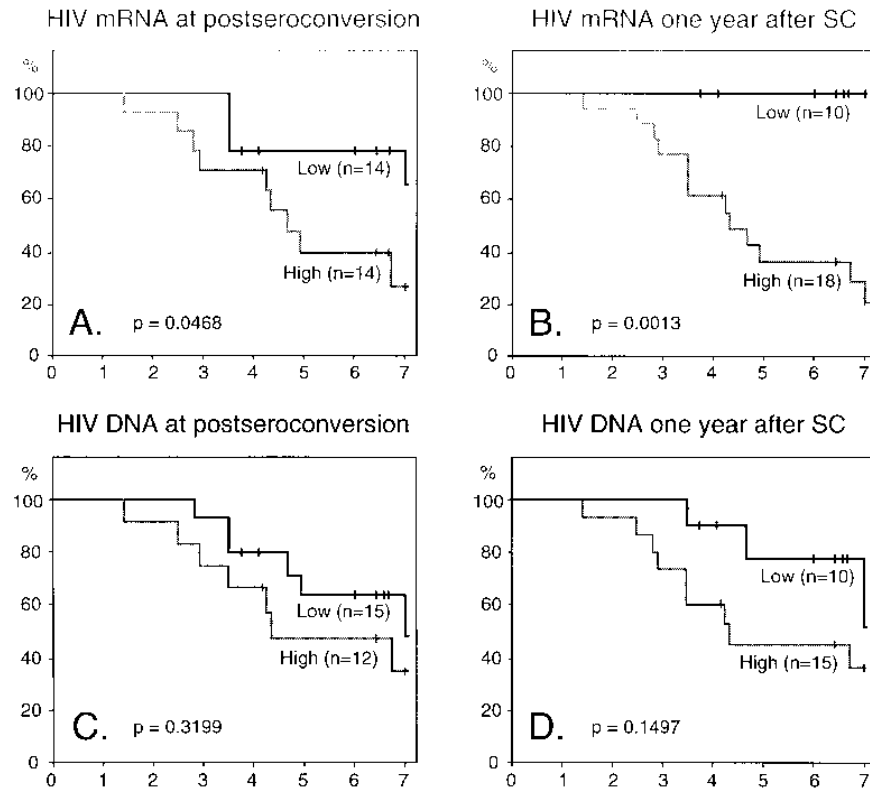 HIV mRNA at postseroconversion
%
100
80
60
40
20
0
Low (n=14)
High (n=14)
A.
p = 0.0468
0 1 2 3 4 5 6 7
HIV mRNA one year after SC
%
100
80
60
40
20
0
Low (n=10)
High (n=18)
B.
p = 0.0013
0 1 2 3 4 5 6 7
HIV DNA at postseroconversion
%
100
80
60
40
20
0
Low (n=15)
High (n=12)
C.
p = 0.3199
0 1 2 3 4 5 6 7
HIV DNA one year after SC
%
100
80
60
40
20
0
Low (n=10)
High (n=15)
D.
p = 0.1497
0 1 2 3 4 5 6 7